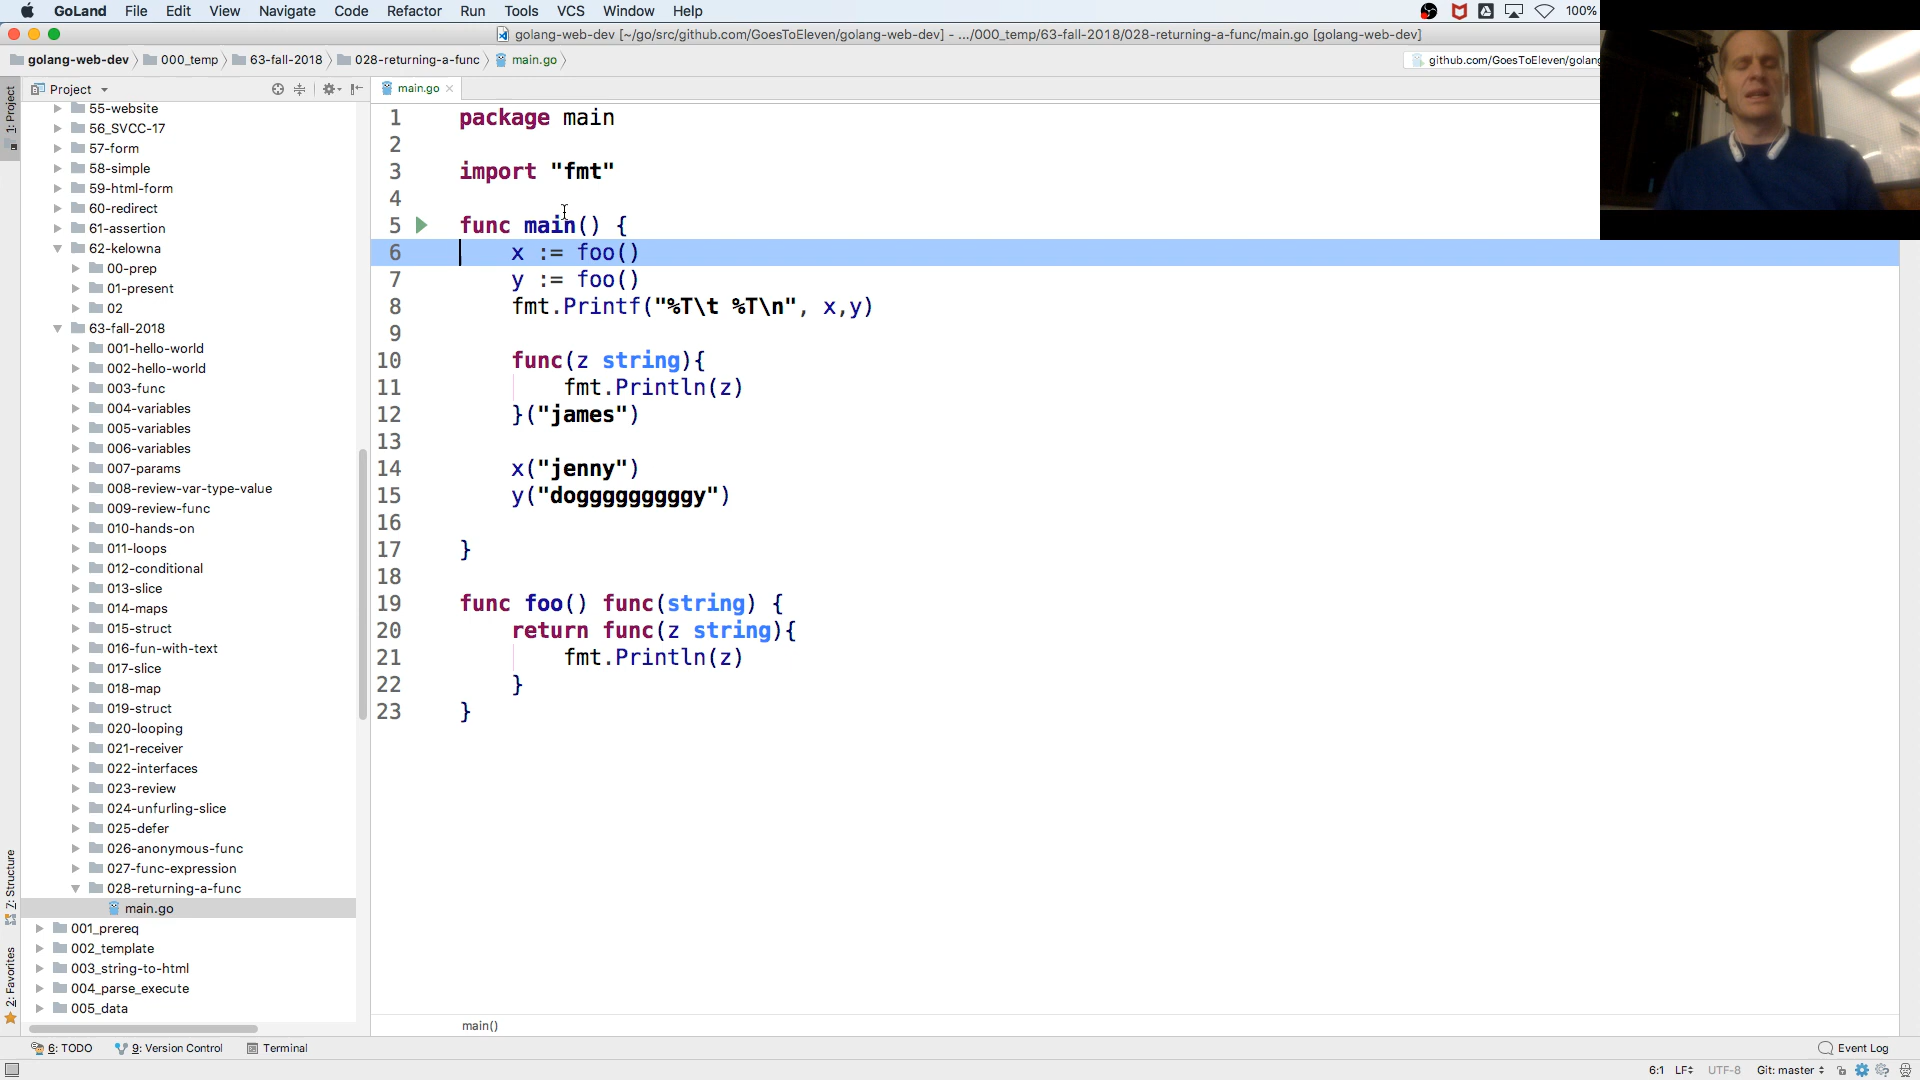 GoLand File Edit View Navigate Code Refactor Run Tools VCS Window Help 100%
golang-web-dev [~/go/src/github.com/GoesToEleven/golang-web-dev] - .../000_temp/63-fall-2018/028-returning-a-func/main.go [golang-web-dev]
golang-web-dev 000_temp 63-fall-2018 028-returning-a-func main.go github.com/GoesToEleven/golang
1: Project
Project
main.go
55-website
56_SVCC-17
57-form
58-simple
59-html-form
60-redirect
61-assertion
62-kelowna
00-prep
01-present
02
63-fall-2018
001-hello-world
002-hello-world
003-func
004-variables
005-variables
006-variables
007-params
008-review-var-type-value
009-review-func
010-hands-on
011-loops
012-conditional
013-slice
014-maps
015-struct
016-fun-with-text
017-slice
018-map
019-struct
020-looping
021-receiver
022-interfaces
023-review
024-unfurling-slice
025-defer
026-anonymous-func
027-func-expression
028-returning-a-func
main.go
001_prereq
002_template
003_string-to-html
004_parse_execute
005_data
7: Structure
2: Favorites
1 package main
2
3 import "fmt"
4
5 func main() {
6 x := foo()
7 y := foo()
8 fmt.Printf("%T\t %T\n", x,y)
9
10 func(z string){
11 fmt.Println(z)
12 }("james")
13
14 x("jenny")
15 y("dogggggggggy")
16
17 }
18
19 func foo() func(string) {
20 return func(z string){
21 fmt.Println(z)
22 }
23 }
main()
6: TODO 9: Version Control Terminal Event Log
6:1 LF UTF-8 Git: master